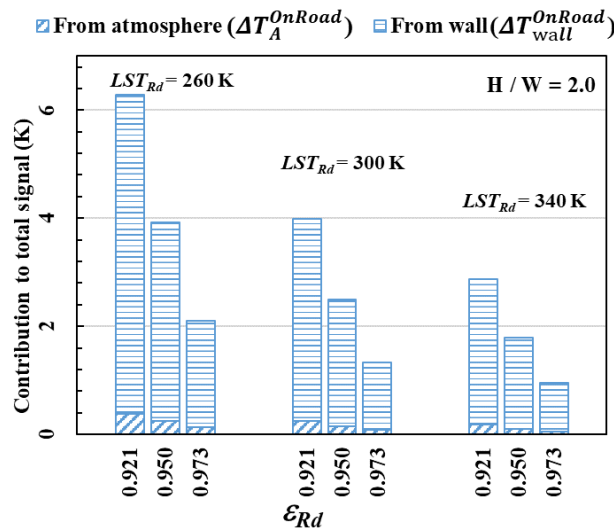 From atmosphere (ΔT_A^OnRoad) From wall(ΔT_wall^OnRoad)
LST_Rd = 260 K
H / W = 2.0
LST_Rd = 300 K
LST_Rd = 340 K
Contribution to total signal (K)
6
4
2
0
0.921 0.950 0.973 0.921 0.950 0.973 0.921 0.950 0.973
ε_Rd